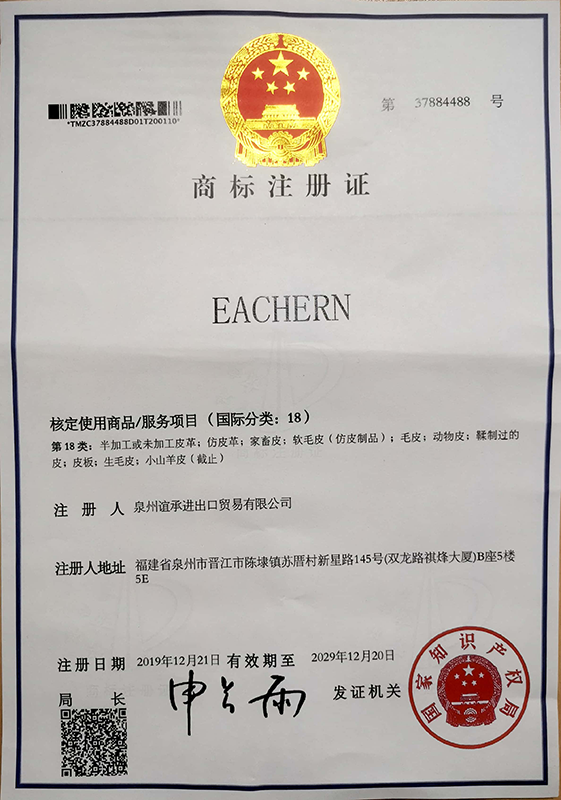 *TMZC37884488D01T200110*
第 37884488 号
商标注册证
EACHERN
核定使用商品/服务项目（国际分类：18）
第18类：半加工或未加工皮革；仿皮革；家畜皮；软毛皮（仿皮制品）；毛皮；动物皮；鞣制过的
皮；皮板；生毛皮；小山羊皮（截止）
注册人 泉州谊承进出口贸易有限公司
注册人地址 福建省泉州市晋江市陈埭镇苏厝村新星路145号(双龙路祺烽大厦)B座5楼
5E
注册日期 2019年12月21日 有效期至 2029年12月20日
局长 申长雨 发证机关
国家知识产权局